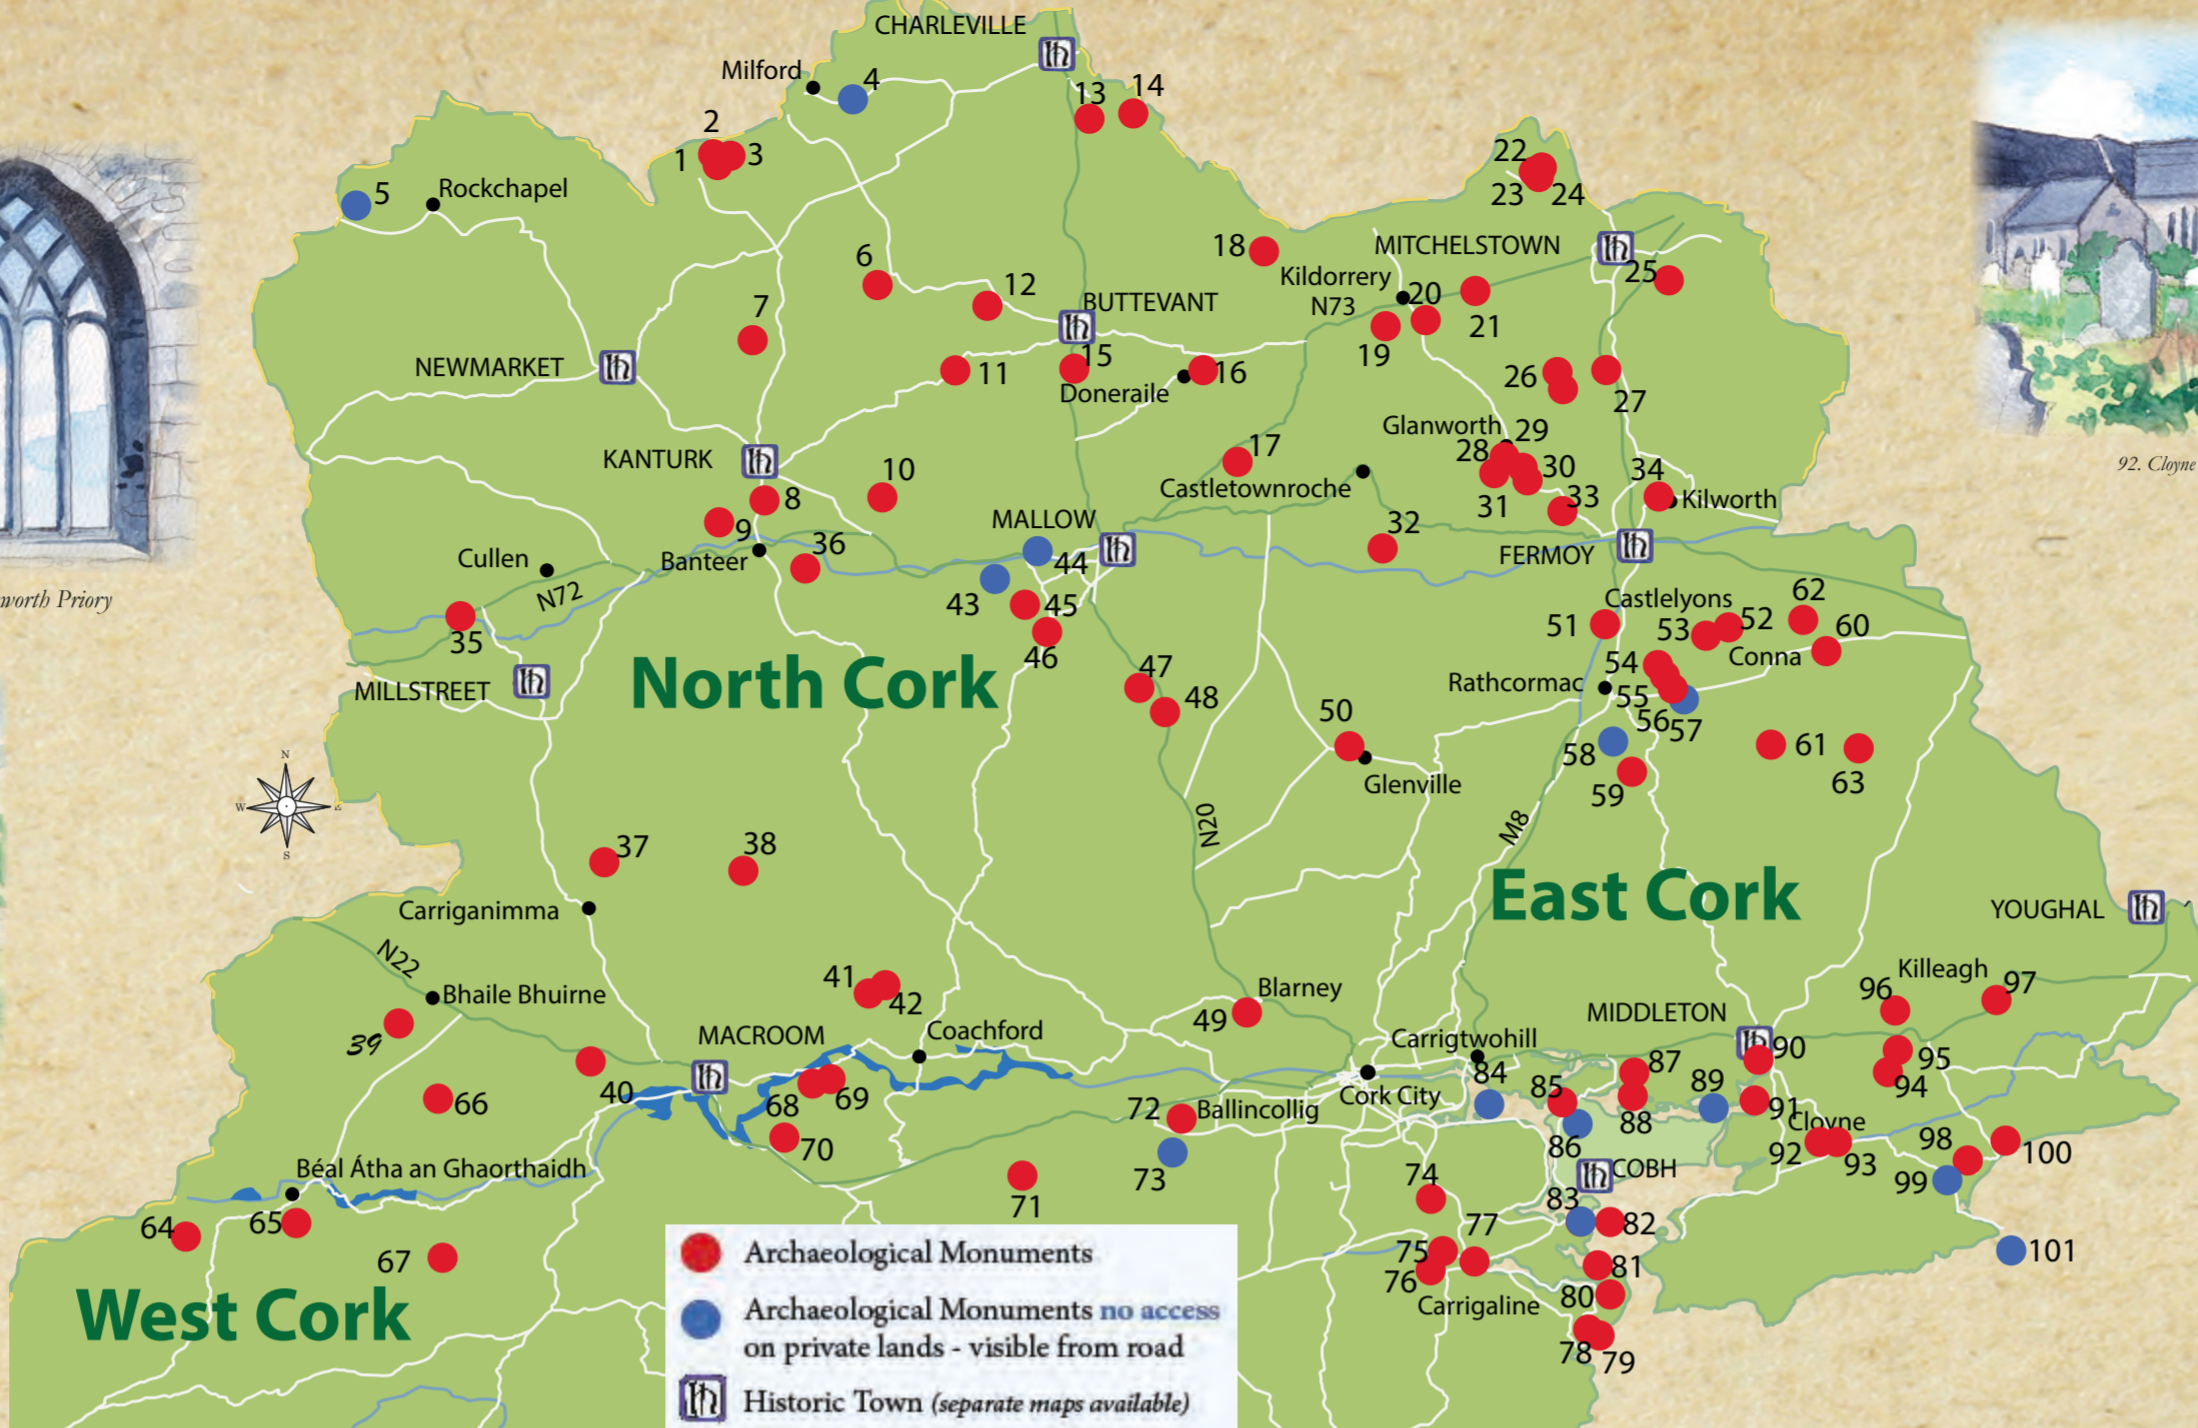 CHARLEVILLE
Milford
4
13
14
2
1
3
5
Rockchapel
22
23
24
18
MITCHELSTOWN
6
Kildorrery
25
12
20
N73
BUTTEVANT
7
21
19
15
NEWMARKET
11
16
26
Doneraile
27
Glanworth
29
28
17
KANTURK
10
30
34
Castletownroche
8
31
33
Kilworth
9
MALLOW
32
36
Cullen
Banteer
44
FERMOY
N72
43
45
Castlelyons
62
51
53
52
60
35
46
Conna
54
47
North Cork
Rathcormac
55
MILLSTREET
48
56
57
50
61
58
N
Glenville
63
59
W
S
N20
M8
37
38
92. Cloyne
worth Priory
East Cork
Carriganimma
YOUGHAL
N22
41
Killeagh
97
Bhaile Bhuirne
42
Blarney
96
39
49
MIDDLETON
MACROOM
Coachford
Carrigtwohill
90
95
40
84
87
89
94
66
68
69
Cork City
85
72
Ballincollig
91
88
Cloyne
70
86
92
93
98
100
Béal Átha an Ghaorthaidh
73
74
COBH
99
71
83
64
65
77
82
67
75
101
76
81
West Cork
Carrigaline
80
78
79
Archaeological Monuments
Archaeological Monuments no access
on private lands - visible from road
Historic Town (separate maps available)